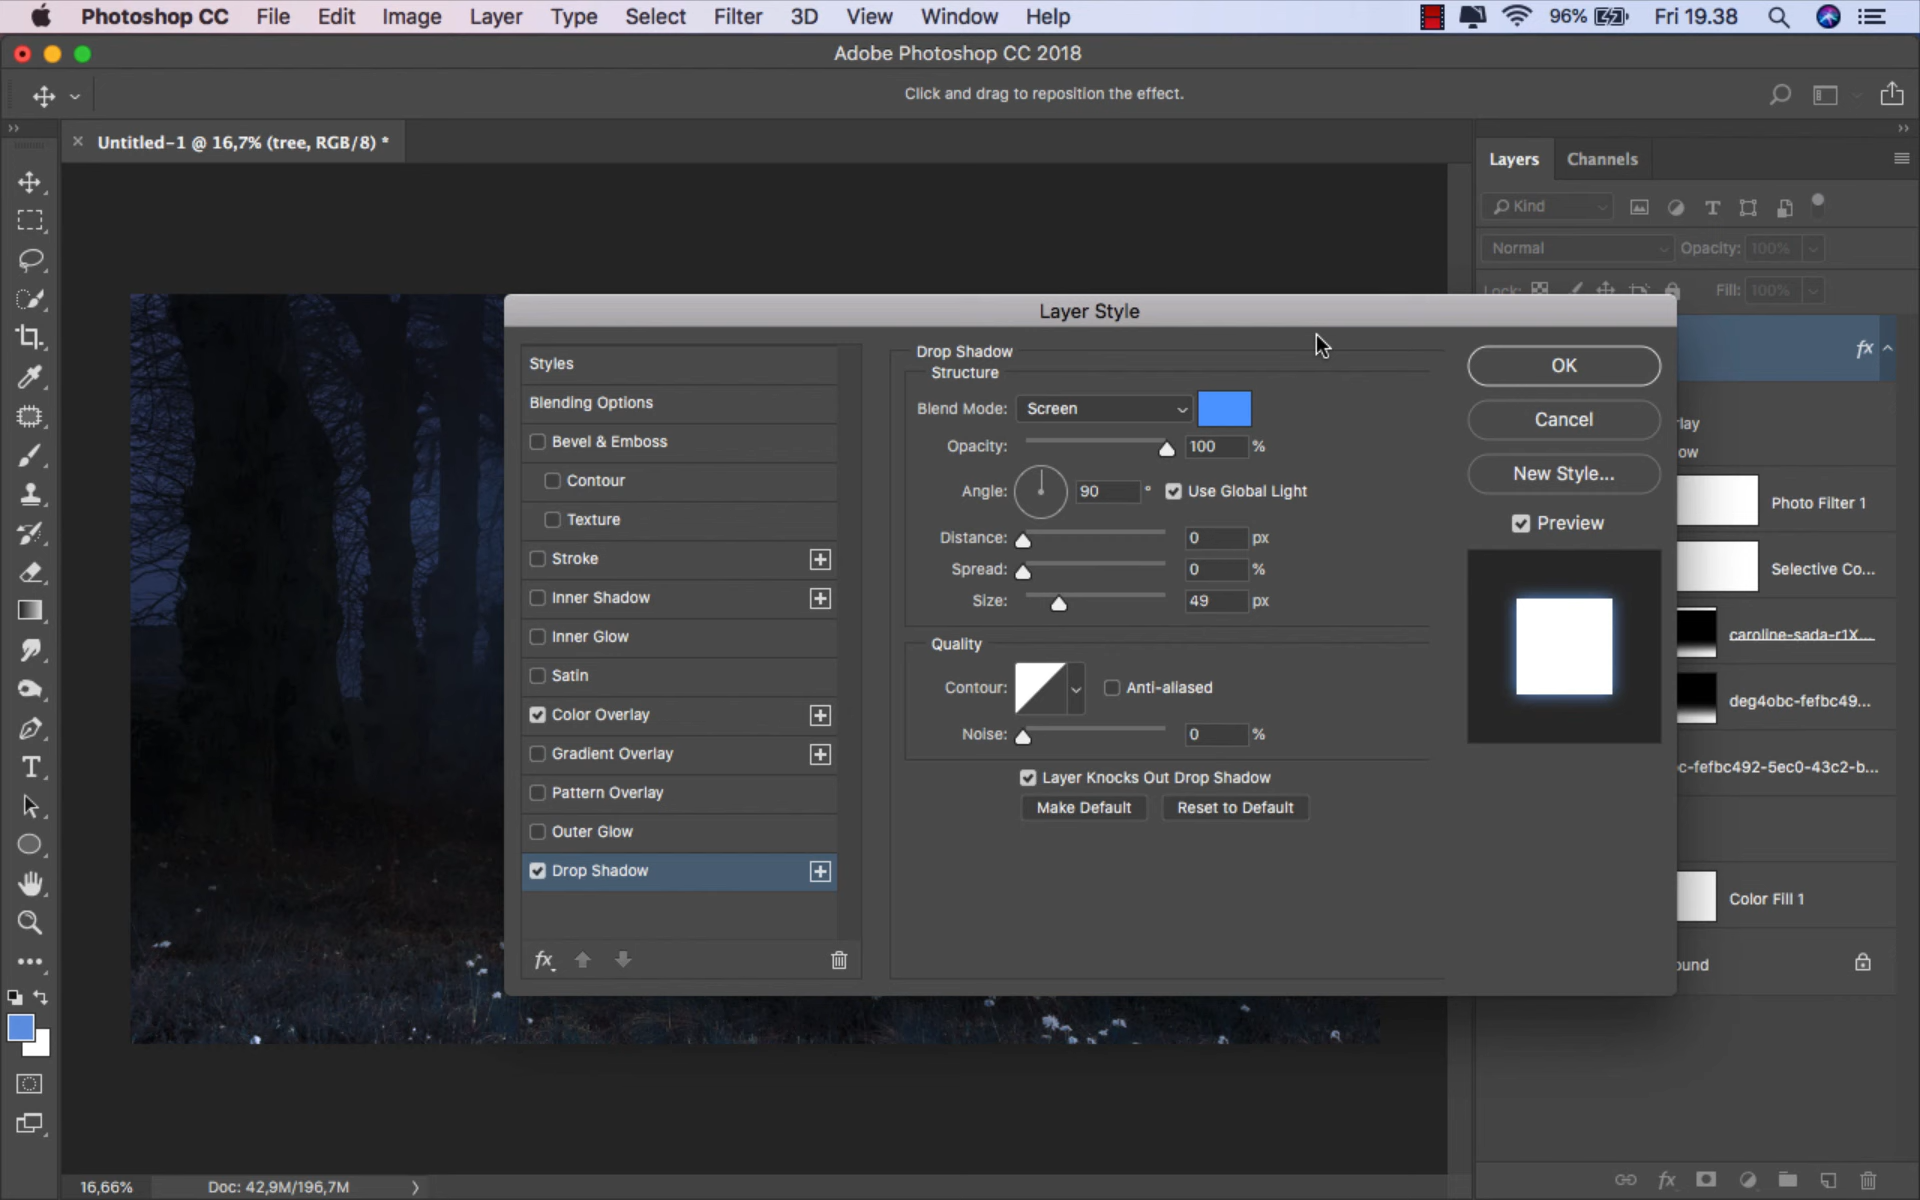 Photoshop CC File Edit Image Layer Type Select Filter 3D View Window Help 96% Fri 19.38
Adobe Photoshop CC 2018
Click and drag to reposition the effect.
Untitled-1 @ 16,7% (tree, RGB/8) *
Layers Channels
Kind
Normal Opacity: 100%
Lock: Fill: 100%
Layer Style
Styles
Blending Options
Bevel & Emboss
Contour
Texture
Stroke
Inner Shadow
Inner Glow
Satin
Color Overlay
Gradient Overlay
Pattern Overlay
Outer Glow
Drop Shadow
fx
Drop Shadow
Structure
Blend Mode: Screen
Opacity: 100 %
Angle: 90 ° Use Global Light
Distance: 0 px
Spread: 0 %
Size: 49 px
Quality
Contour: Anti-aliased
Noise: 0 %
Layer Knocks Out Drop Shadow
Make Default Reset to Default
OK
Cancel
New Style...
Preview
fx
lay
ow
Photo Filter 1
Selective Co...
caroline-sada-r1X...
deg4obc-fefbc49...
c-fefbc492-5ec0-43c2-b...
Color Fill 1
ound
16,66% Doc: 42,9M/196,7M
fx